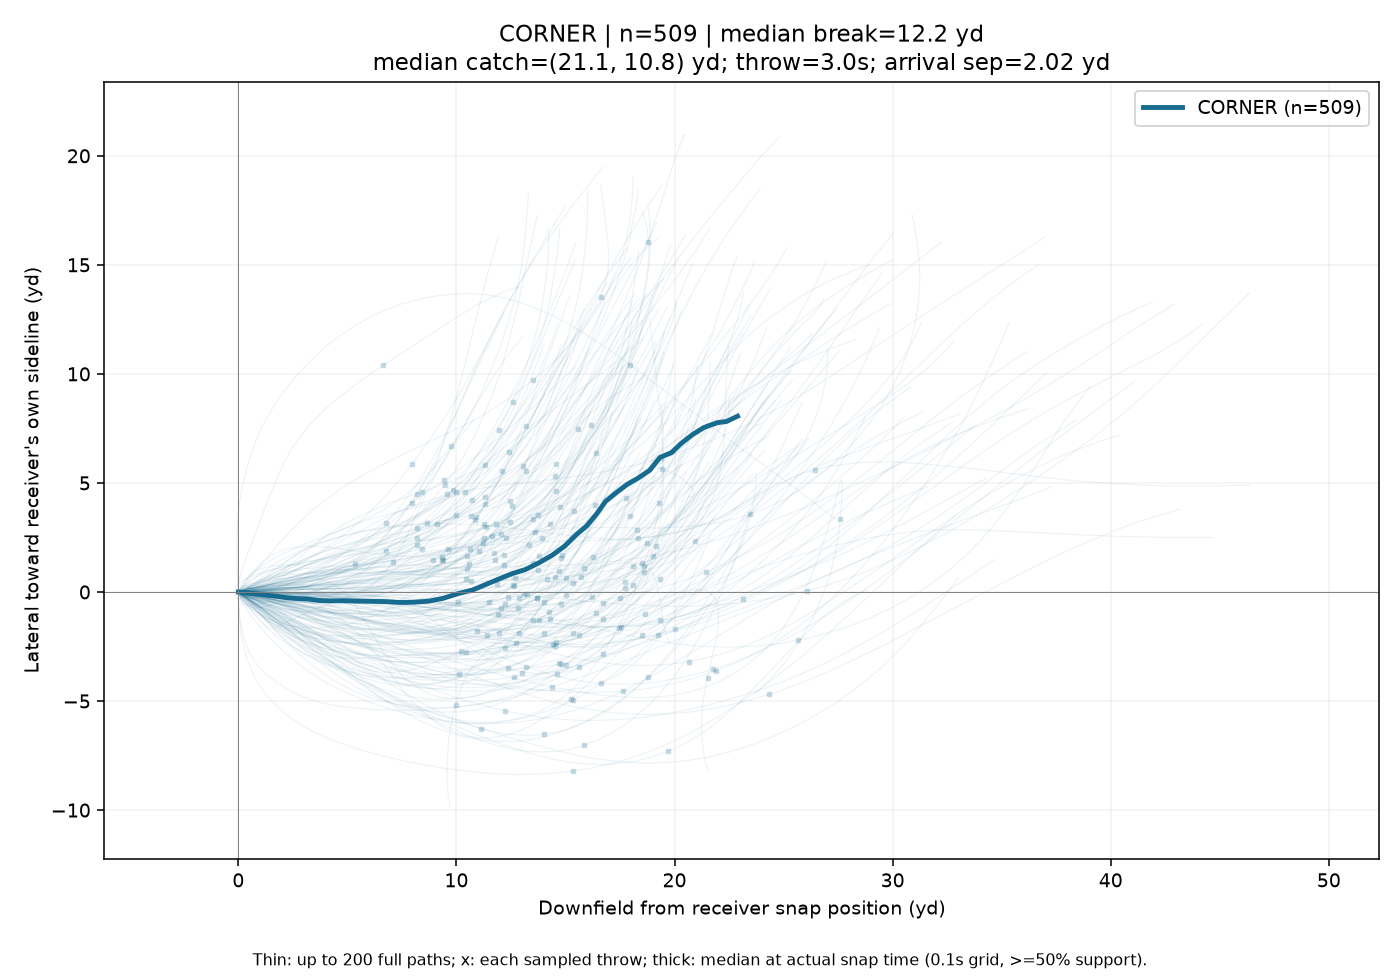 CORNER | n=509 | median break=12.2 yd
median catch=(21.1, 10.8) yd; throw=3.0s; arrival sep=2.02 yd
CORNER (n=509)
Lateral toward receiver's own sideline (yd)
20
15
10
5
0
−5
−10
0
10
20
30
40
50
Downfield from receiver snap position (yd)
Thin: up to 200 full paths; x: each sampled throw; thick: median at actual snap time (0.1s grid, >=50% support).